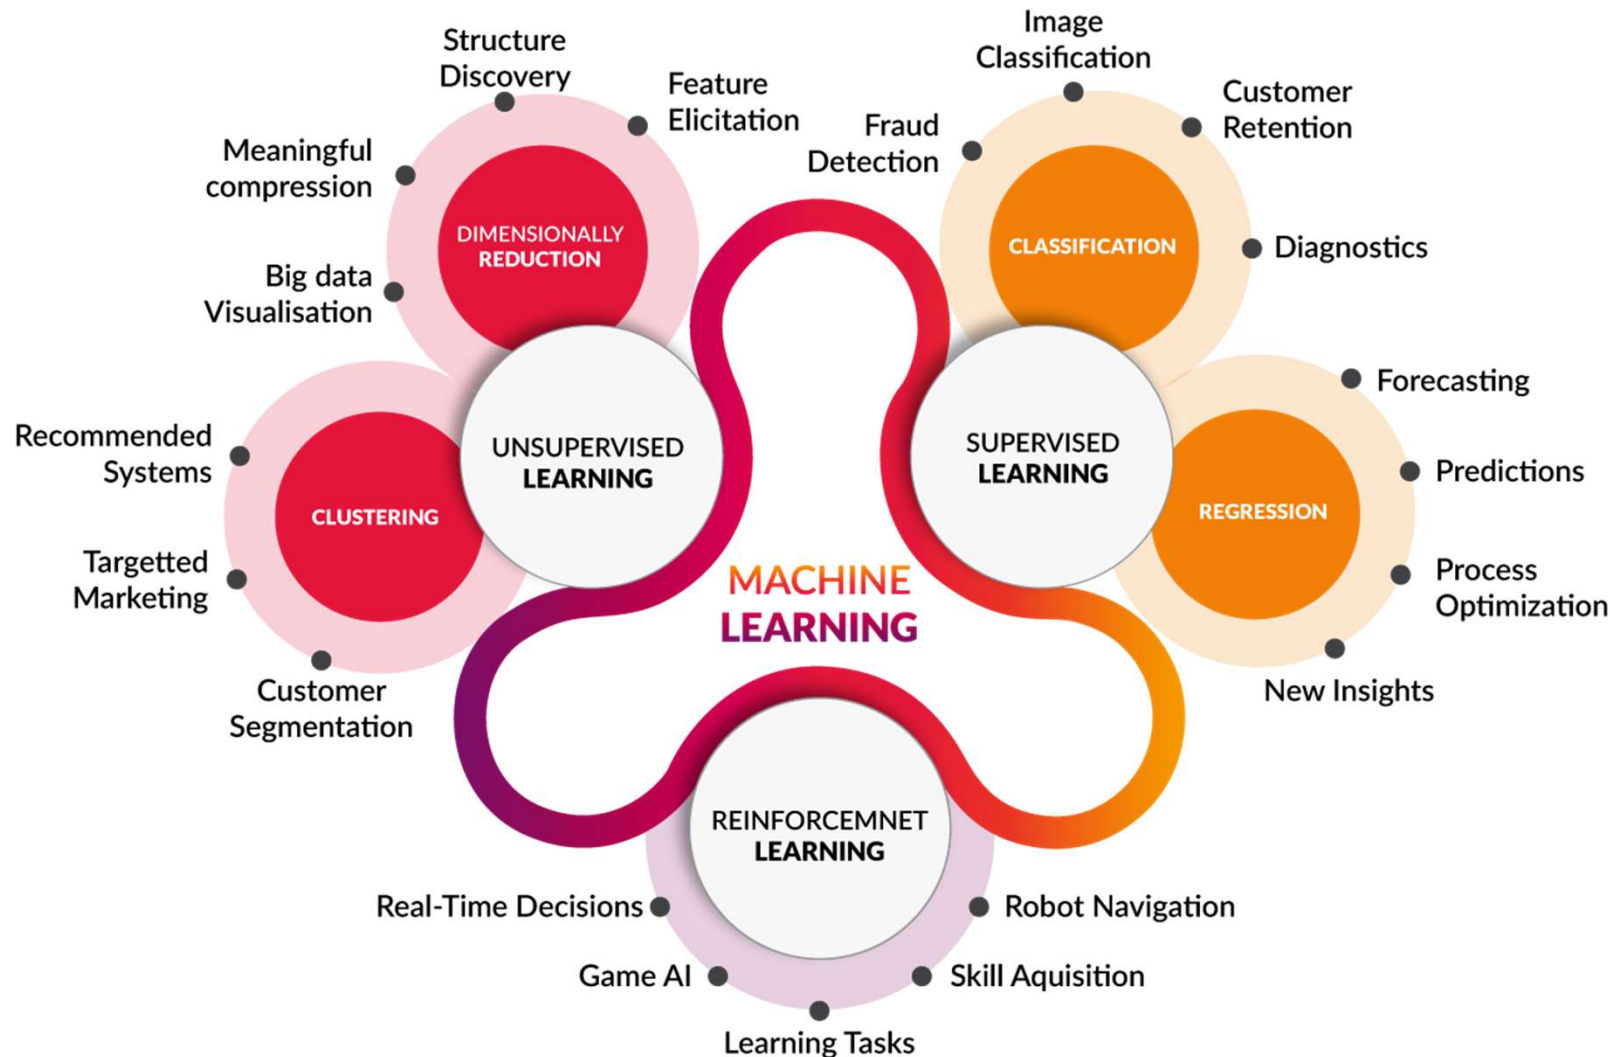 Structure
Discovery
Feature
Elicitation
Meaningful
compression
Big data
Visualisation
DIMENSIONALLY
REDUCTION
Recommended
Systems
Targetted
Marketing
Customer
Segmentation
CLUSTERING
UNSUPERVISED
LEARNING
Image
Classification
Customer
Retention
Fraud
Detection
Diagnostics
CLASSIFICATION
SUPERVISED
LEARNING
Forecasting
Predictions
Process
Optimization
New Insights
REGRESSION
MACHINE
LEARNING
REINFORCEMNET
LEARNING
Real-Time Decisions
Game AI
Learning Tasks
Skill Aquisition
Robot Navigation